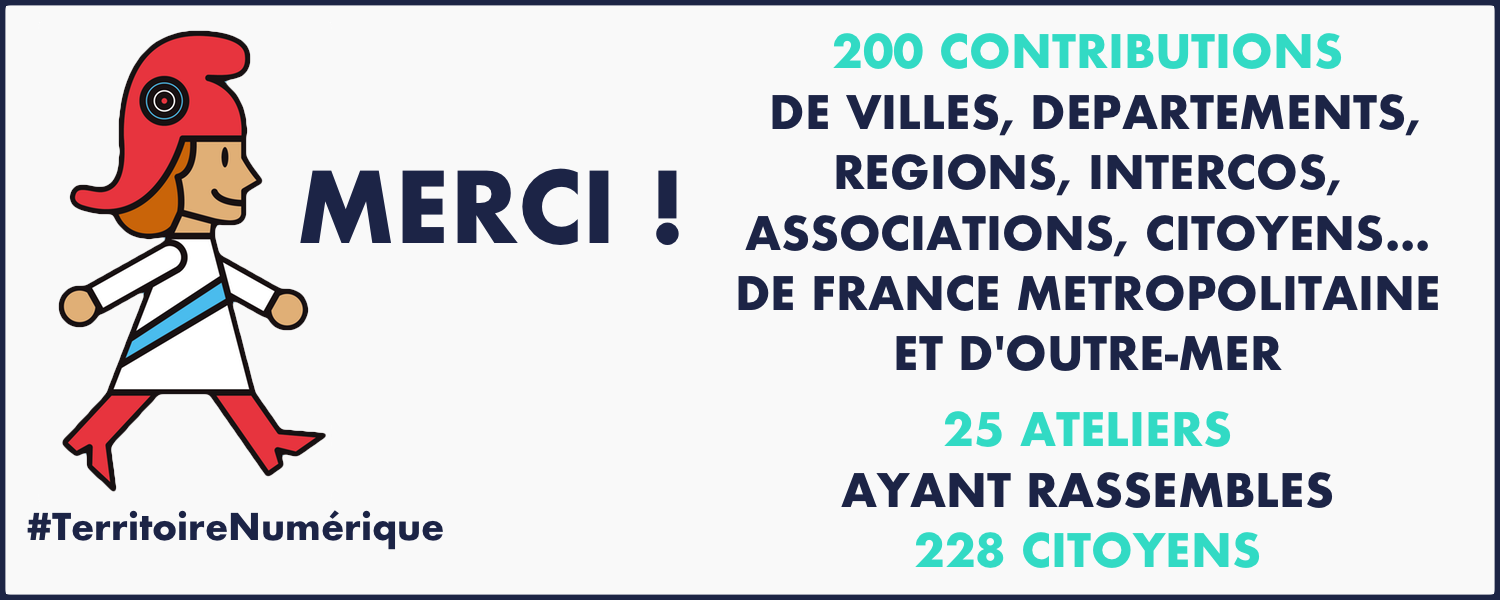 MERCI !
#TerritoireNumérique
200 CONTRIBUTIONS
DE VILLES, DEPARTEMENTS,
REGIONS, INTERCOS,
ASSOCIATIONS, CITOYENS...
DE FRANCE METROPOLITAINE
ET D'OUTRE-MER
25 ATELIERS
AYANT RASSEMBLES
228 CITOYENS